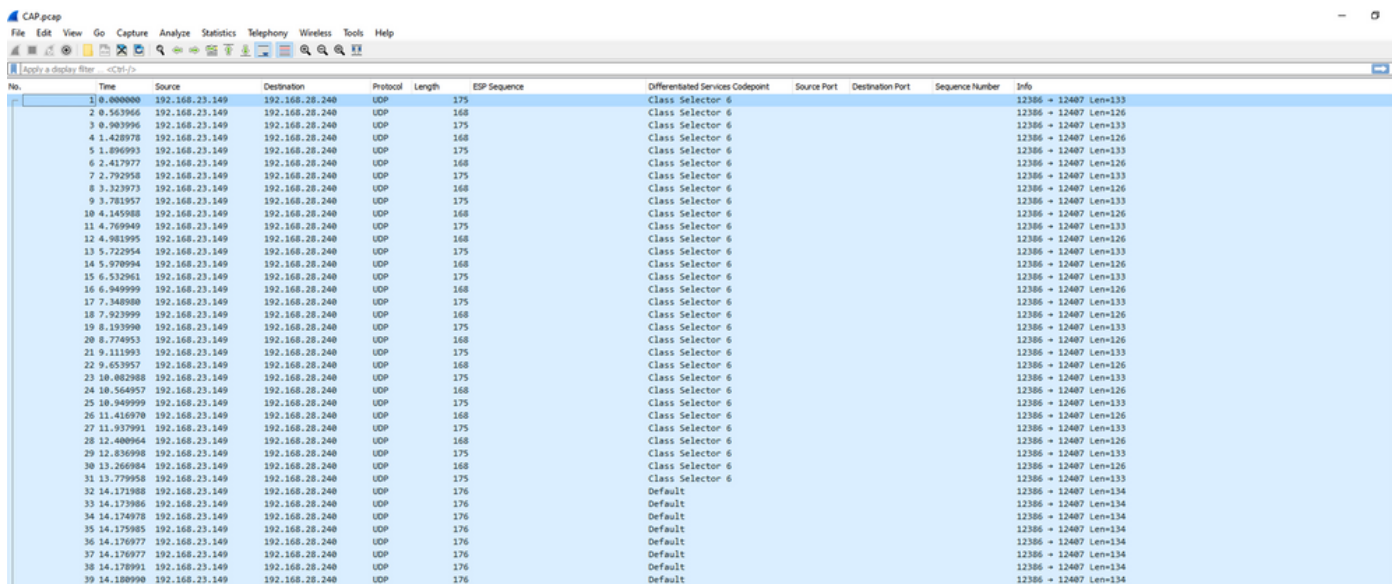 CAP.pcap
File Edit View Go Capture Analyze Statistics Telephony Wireless Tools Help
Apply a display filter ... <Ctrl-/>
No. Time Source Destination Protocol Length ESP Sequence Differentiated Services Codepoint Source Port Destination Port Sequence Number Info
1 0.000000 192.168.23.149 192.168.28.240 UDP 175 Class Selector 6 12386 → 12407 Len=133
2 0.563966 192.168.23.149 192.168.28.240 UDP 168 Class Selector 6 12386 → 12407 Len=126
3 0.903996 192.168.23.149 192.168.28.240 UDP 175 Class Selector 6 12386 → 12407 Len=133
4 1.428978 192.168.23.149 192.168.28.240 UDP 168 Class Selector 6 12386 → 12407 Len=126
5 1.896993 192.168.23.149 192.168.28.240 UDP 175 Class Selector 6 12386 → 12407 Len=133
6 2.417977 192.168.23.149 192.168.28.240 UDP 168 Class Selector 6 12386 → 12407 Len=126
7 2.792958 192.168.23.149 192.168.28.240 UDP 175 Class Selector 6 12386 → 12407 Len=133
8 3.323973 192.168.23.149 192.168.28.240 UDP 168 Class Selector 6 12386 → 12407 Len=126
9 3.781957 192.168.23.149 192.168.28.240 UDP 175 Class Selector 6 12386 → 12407 Len=133
10 4.145988 192.168.23.149 192.168.28.240 UDP 168 Class Selector 6 12386 → 12407 Len=126
11 4.769949 192.168.23.149 192.168.28.240 UDP 175 Class Selector 6 12386 → 12407 Len=133
12 4.981995 192.168.23.149 192.168.28.240 UDP 168 Class Selector 6 12386 → 12407 Len=126
13 5.722954 192.168.23.149 192.168.28.240 UDP 175 Class Selector 6 12386 → 12407 Len=133
14 5.970994 192.168.23.149 192.168.28.240 UDP 168 Class Selector 6 12386 → 12407 Len=126
15 6.532961 192.168.23.149 192.168.28.240 UDP 175 Class Selector 6 12386 → 12407 Len=133
16 6.949999 192.168.23.149 192.168.28.240 UDP 168 Class Selector 6 12386 → 12407 Len=126
17 7.348980 192.168.23.149 192.168.28.240 UDP 175 Class Selector 6 12386 → 12407 Len=133
18 7.923999 192.168.23.149 192.168.28.240 UDP 168 Class Selector 6 12386 → 12407 Len=126
19 8.193990 192.168.23.149 192.168.28.240 UDP 175 Class Selector 6 12386 → 12407 Len=133
20 8.774953 192.168.23.149 192.168.28.240 UDP 168 Class Selector 6 12386 → 12407 Len=126
21 9.111993 192.168.23.149 192.168.28.240 UDP 175 Class Selector 6 12386 → 12407 Len=133
22 9.653957 192.168.23.149 192.168.28.240 UDP 168 Class Selector 6 12386 → 12407 Len=126
23 10.082988 192.168.23.149 192.168.28.240 UDP 175 Class Selector 6 12386 → 12407 Len=133
24 10.564957 192.168.23.149 192.168.28.240 UDP 168 Class Selector 6 12386 → 12407 Len=126
25 10.949999 192.168.23.149 192.168.28.240 UDP 175 Class Selector 6 12386 → 12407 Len=133
26 11.416970 192.168.23.149 192.168.28.240 UDP 168 Class Selector 6 12386 → 12407 Len=126
27 11.937991 192.168.23.149 192.168.28.240 UDP 175 Class Selector 6 12386 → 12407 Len=133
28 12.400964 192.168.23.149 192.168.28.240 UDP 168 Class Selector 6 12386 → 12407 Len=126
29 12.836998 192.168.23.149 192.168.28.240 UDP 175 Class Selector 6 12386 → 12407 Len=133
30 13.266984 192.168.23.149 192.168.28.240 UDP 168 Class Selector 6 12386 → 12407 Len=126
31 13.779958 192.168.23.149 192.168.28.240 UDP 175 Class Selector 6 12386 → 12407 Len=133
32 14.171988 192.168.23.149 192.168.28.240 UDP 176 Default 12386 → 12407 Len=134
33 14.173986 192.168.23.149 192.168.28.240 UDP 176 Default 12386 → 12407 Len=134
34 14.174978 192.168.23.149 192.168.28.240 UDP 176 Default 12386 → 12407 Len=134
35 14.175985 192.168.23.149 192.168.28.240 UDP 176 Default 12386 → 12407 Len=134
36 14.176977 192.168.23.149 192.168.28.240 UDP 176 Default 12386 → 12407 Len=134
37 14.176977 192.168.23.149 192.168.28.240 UDP 176 Default 12386 → 12407 Len=134
38 14.178991 192.168.23.149 192.168.28.240 UDP 176 Default 12386 → 12407 Len=134
39 14.180990 192.168.23.149 192.168.28.240 UDP 176 Default 12386 → 12407 Len=134